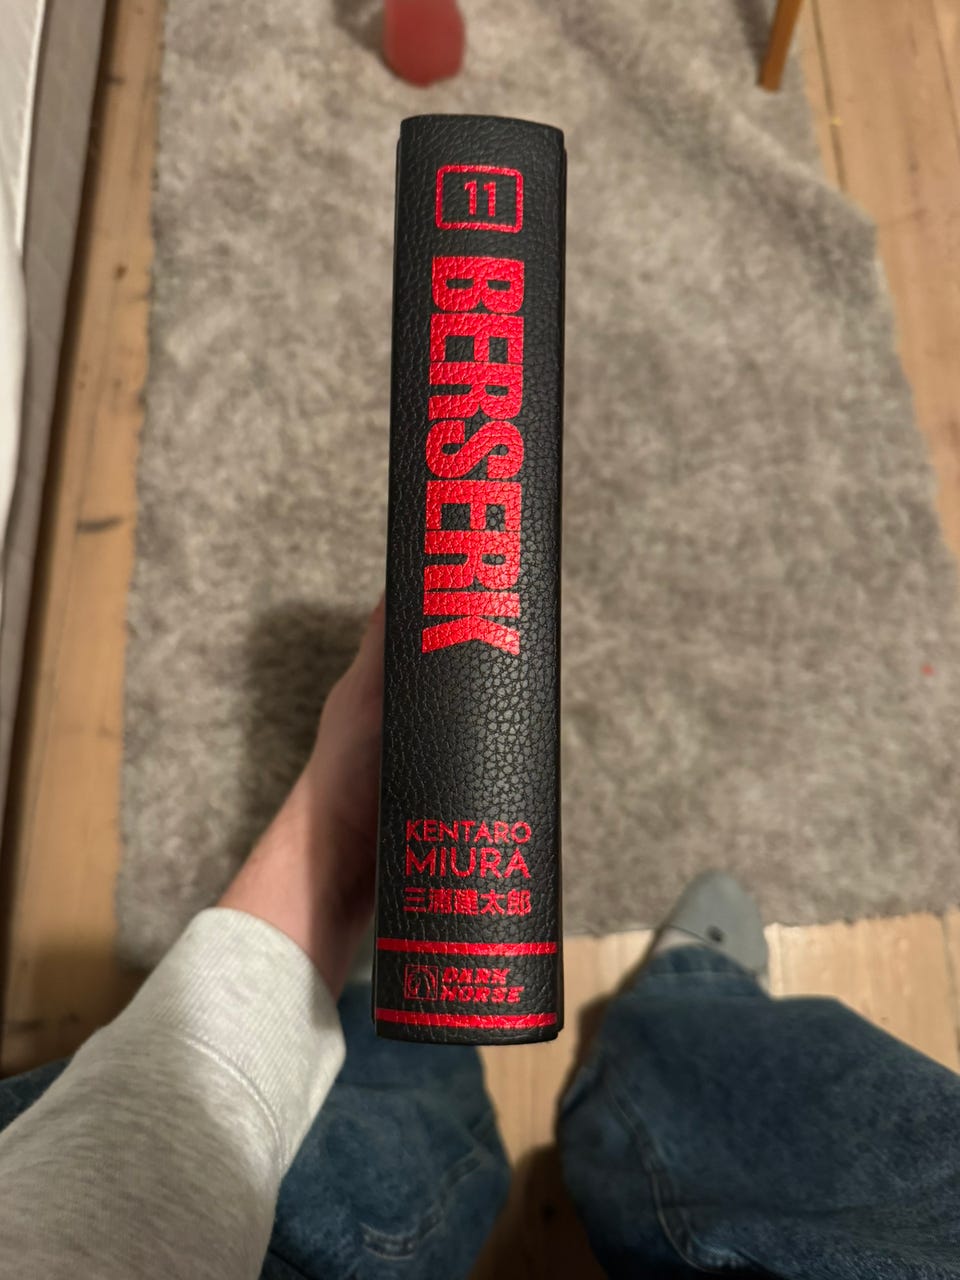 11
BERSERK
KENTARO
MIURA
三浦建太郎
DARK
HORSE